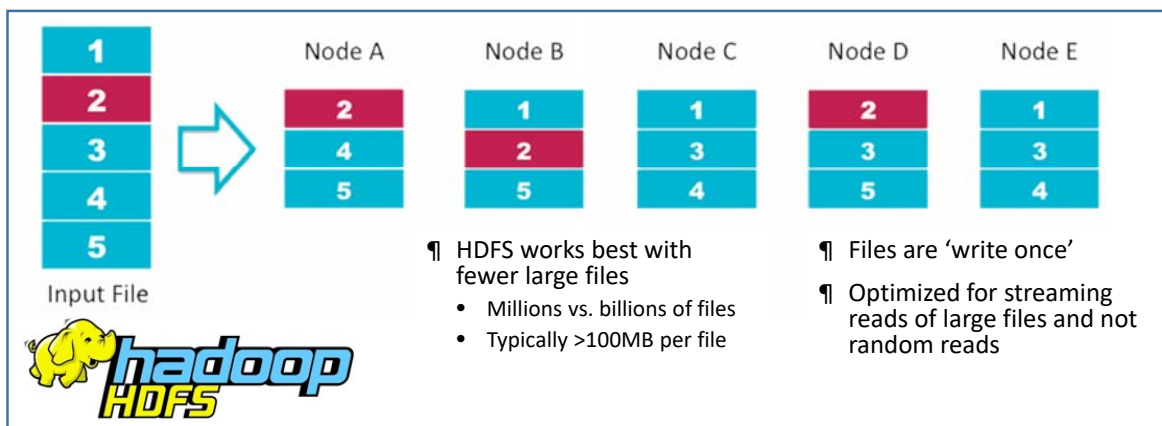 1
2
3
4
5
Input File
Node A
2
4
5
Node B
1
2
5
Node C
1
3
4
Node D
2
3
5
Node E
1
3
4
¶ HDFS works best with
fewer large files
• Millions vs. billions of files
• Typically >100MB per file
¶ Files are ‘write once’
¶ Optimized for streaming
reads of large files and not
random reads
hadoop
HDFS